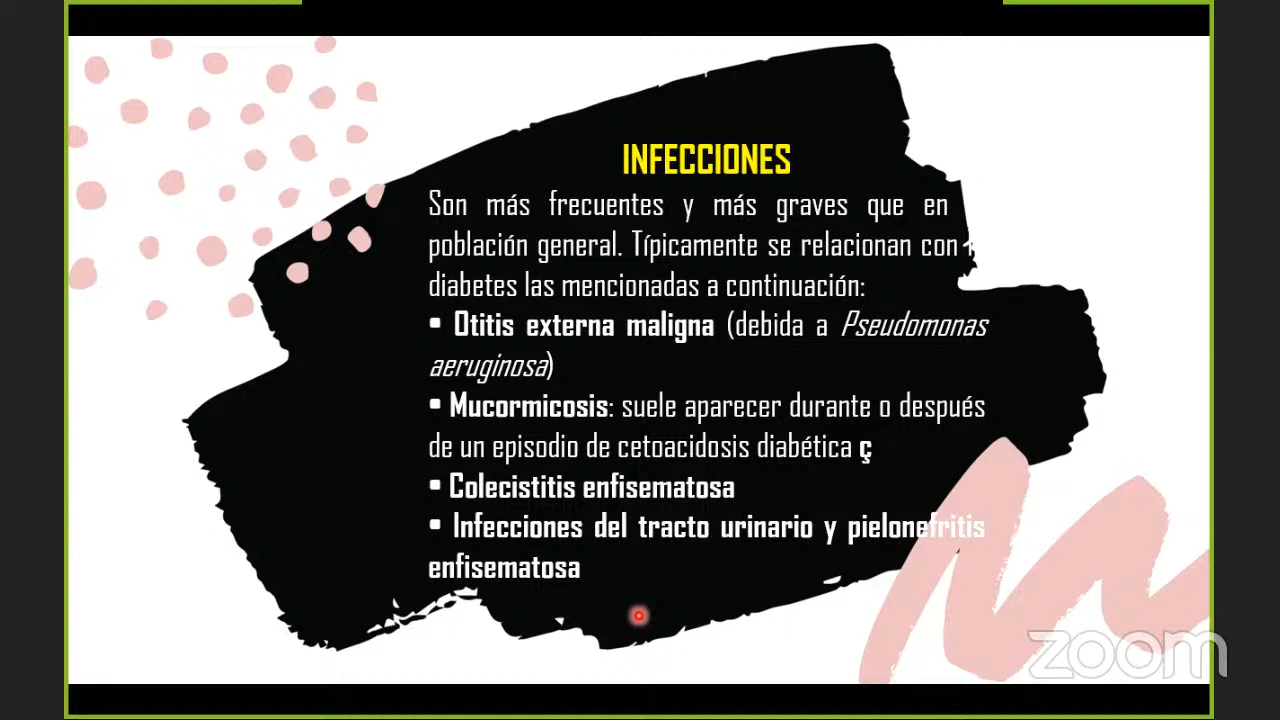 INFECCIONES
Son más frecuentes y más graves que en
población general. Típicamente se relacionan con
diabetes las mencionadas a continuación:
• Otitis externa maligna (debida a Pseudomonas
aeruginosa)
• Mucormicosis: suele aparecer durante o después
de un episodio de cetoacidosis diabética ç
• Colecistitis enfisematosa
• Infecciones del tracto urinario y pielonefritis
enfisematosa
zoom